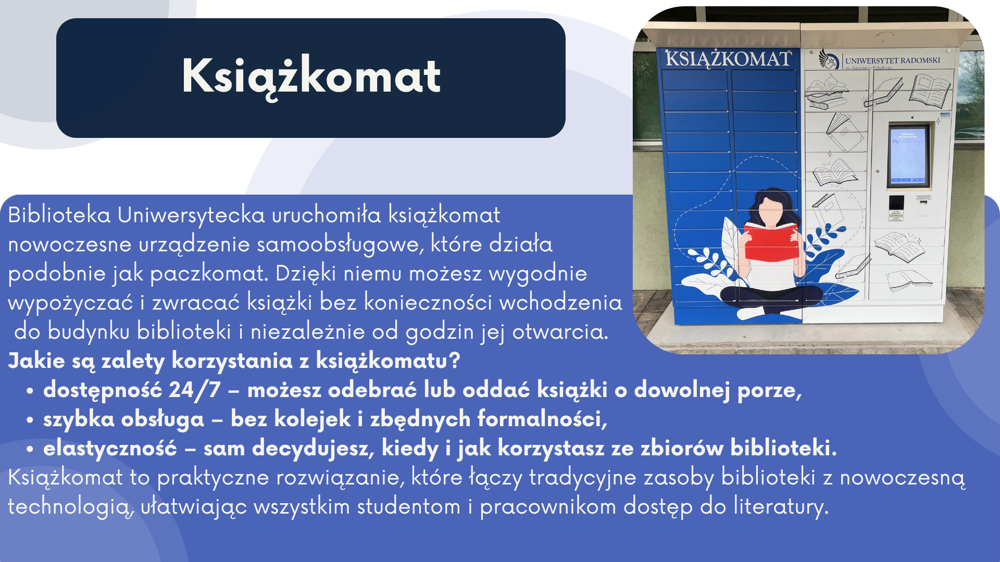 Książkomat
KSIĄŻKOMAT
UNIWERSYTET RADOMSKI
im. Kazimierza Pułaskiego
Biblioteka
Uniwersytecka
Biblioteka Uniwersytecka uruchomiła książkomat
nowoczesne urządzenie samoobsługowe, które działa
podobnie jak paczkomat. Dzięki niemu możesz wygodnie
wypożyczać i zwracać książki bez konieczności wchodzenia
do budynku biblioteki i niezależnie od godzin jej otwarcia.
Jakie są zalety korzystania z książkomatu?
• dostępność 24/7 – możesz odebrać lub oddać książki o dowolnej porze,
• szybka obsługa – bez kolejek i zbędnych formalności,
• elastyczność – sam decydujesz, kiedy i jak korzystasz ze zbiorów biblioteki.
Książkomat to praktyczne rozwiązanie, które łączy tradycyjne zasoby biblioteki z nowoczesną
technologią, ułatwiając wszystkim studentom i pracownikom dostęp do literatury.